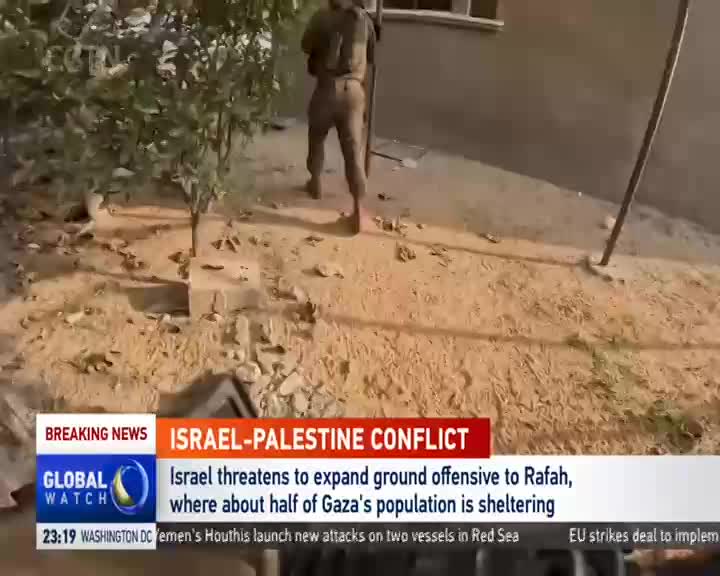 CGTN
BREAKING NEWS
ISRAEL-PALESTINE CONFLICT
GLOBAL WATCH
Israel threatens to expand ground offensive to Rafah,
where about half of Gaza's population is sheltering
23:19 WASHINGTON DC
Yemen's Houthis launch new attacks on two vessels in Red Sea
EU strikes deal to implem